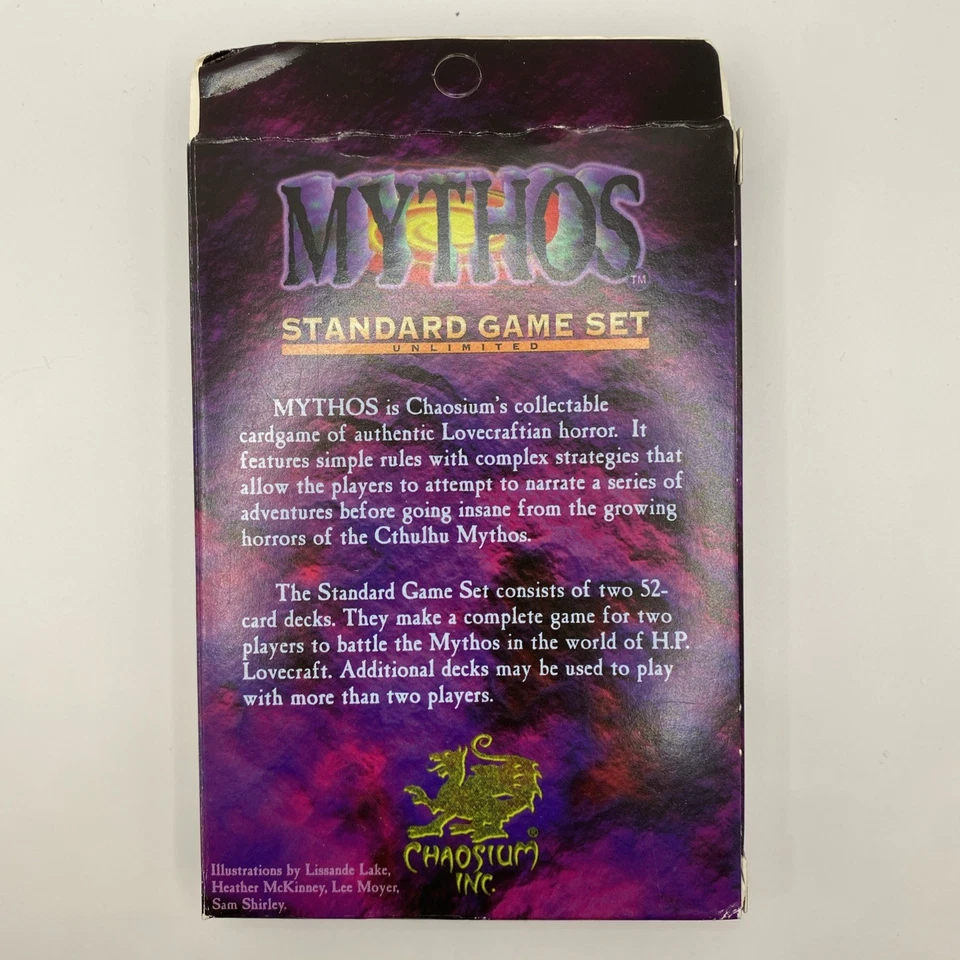 MYTHOS™
STANDARD GAME SET
UNLIMITED
MYTHOS is Chaosium's collectable
cardgame of authentic Lovecraftian horror. It
features simple rules with complex strategies that
allow the players to attempt to narrate a series of
adventures before going insane from the growing
horrors of the Cthulhu Mythos.
The Standard Game Set consists of two 52-
card decks. They make a complete game for two
players to battle the Mythos in the world of H.P.
Lovecraft. Additional decks may be used to play
with more than two players.
®
CHAOSIUM
INC.
Illustrations by Lissande Lake,
Heather McKinney, Lee Moyer,
Sam Shirley.